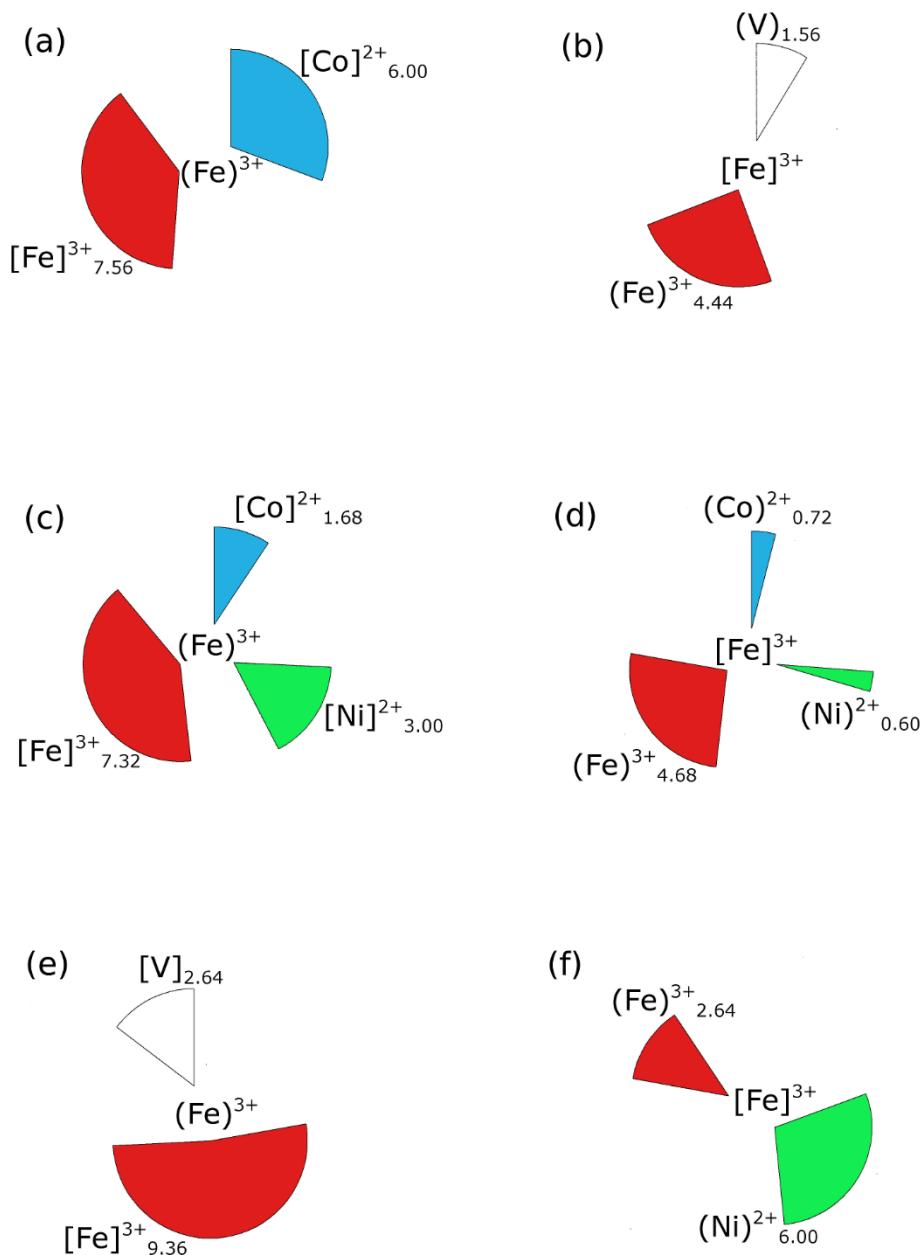 (a)
[Co]²⁺6.00
(Fe)³⁺
[Fe]³⁺7.56
(b)
(V)1.56
[Fe]³⁺
(Fe)³⁺4.44
(c)
[Co]²⁺1.68
(Fe)³⁺
[Ni]²⁺3.00
[Fe]³⁺7.32
(d)
(Co)²⁺0.72
[Fe]³⁺
(Ni)²⁺0.60
(Fe)³⁺4.68
(e)
[V]2.64
(Fe)³⁺
[Fe]³⁺9.36
(f)
(Fe)³⁺2.64
[Fe]³⁺
(Ni)²⁺6.00